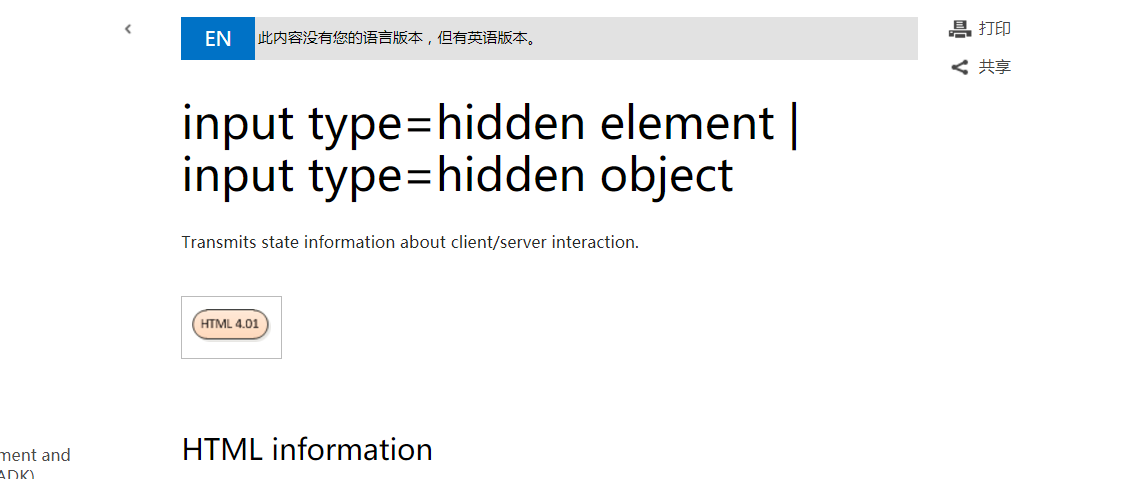 EN 此内容没有您的语言版本，但有英语版本。
打印
共享
input type=hidden element |
input type=hidden object
Transmits state information about client/server interaction.
HTML 4.01
HTML information
ment and
ADK)